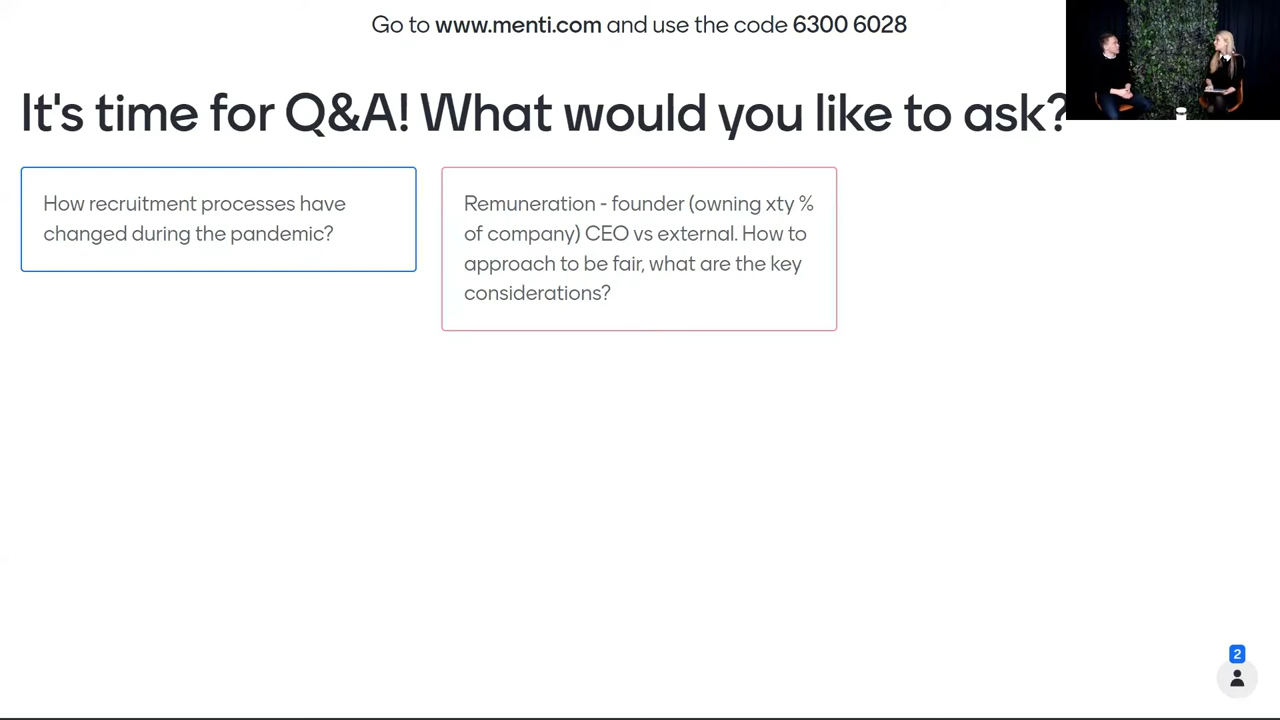 Go to www.menti.com and use the code 6300 6028
It's time for Q&A! What would you like to ask?
How recruitment processes have
changed during the pandemic?
Remuneration - founder (owning xty %
of company) CEO vs external. How to
approach to be fair, what are the key
considerations?
2